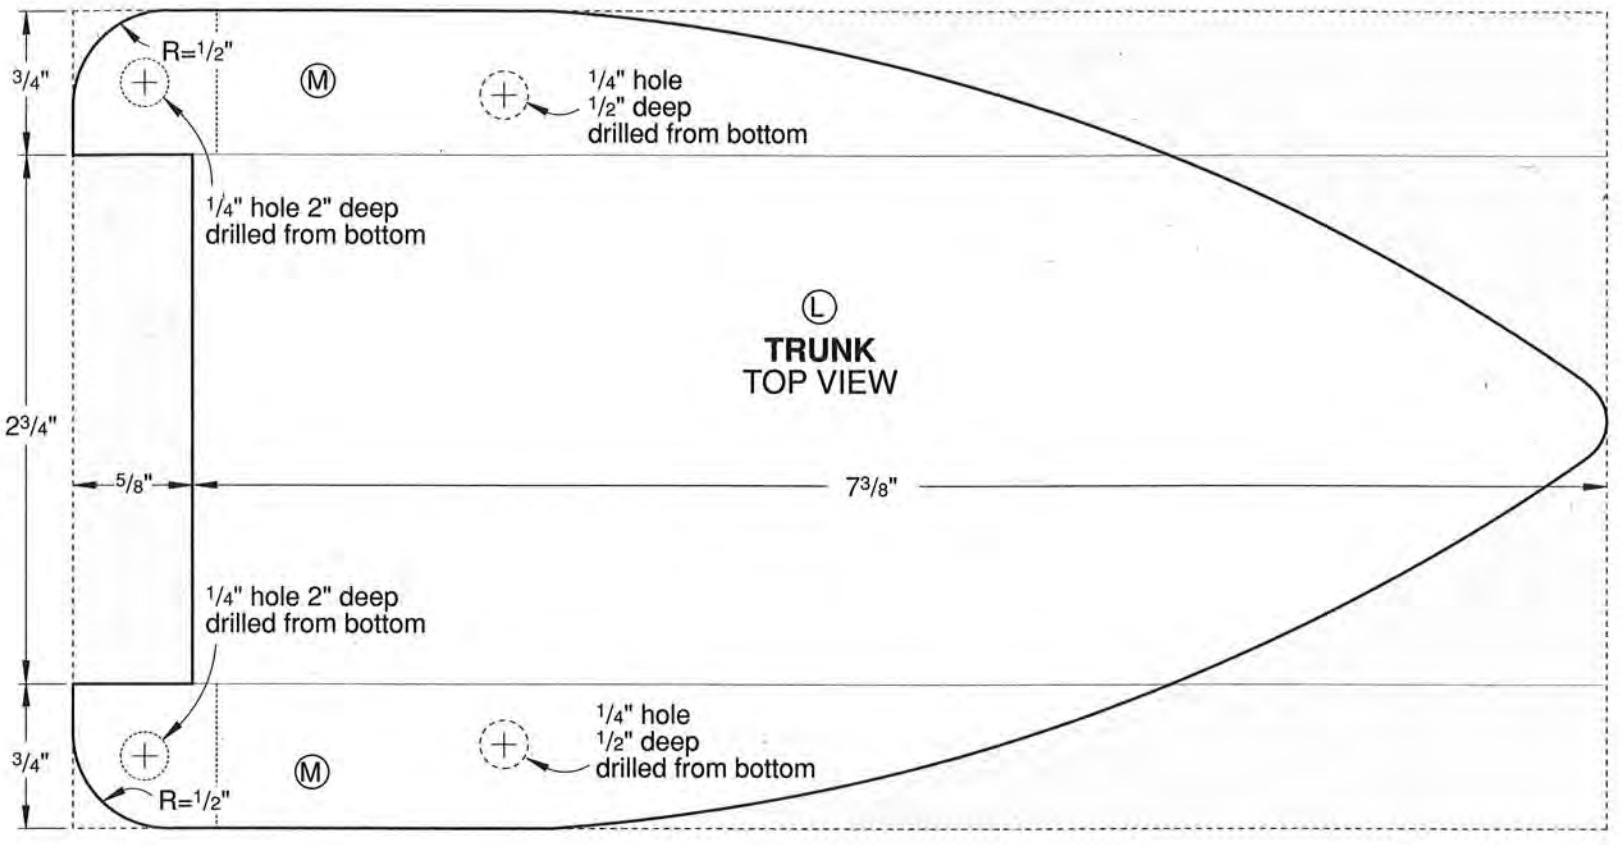 R=1/2"
3/4"
M
1/4" hole
1/2" deep
drilled from bottom
1/4" hole 2" deep
drilled from bottom
L
TRUNK
TOP VIEW
2 3/4"
5/8"
7 3/8"
1/4" hole 2" deep
drilled from bottom
1/4" hole
1/2" deep
drilled from bottom
3/4"
M
R=1/2"